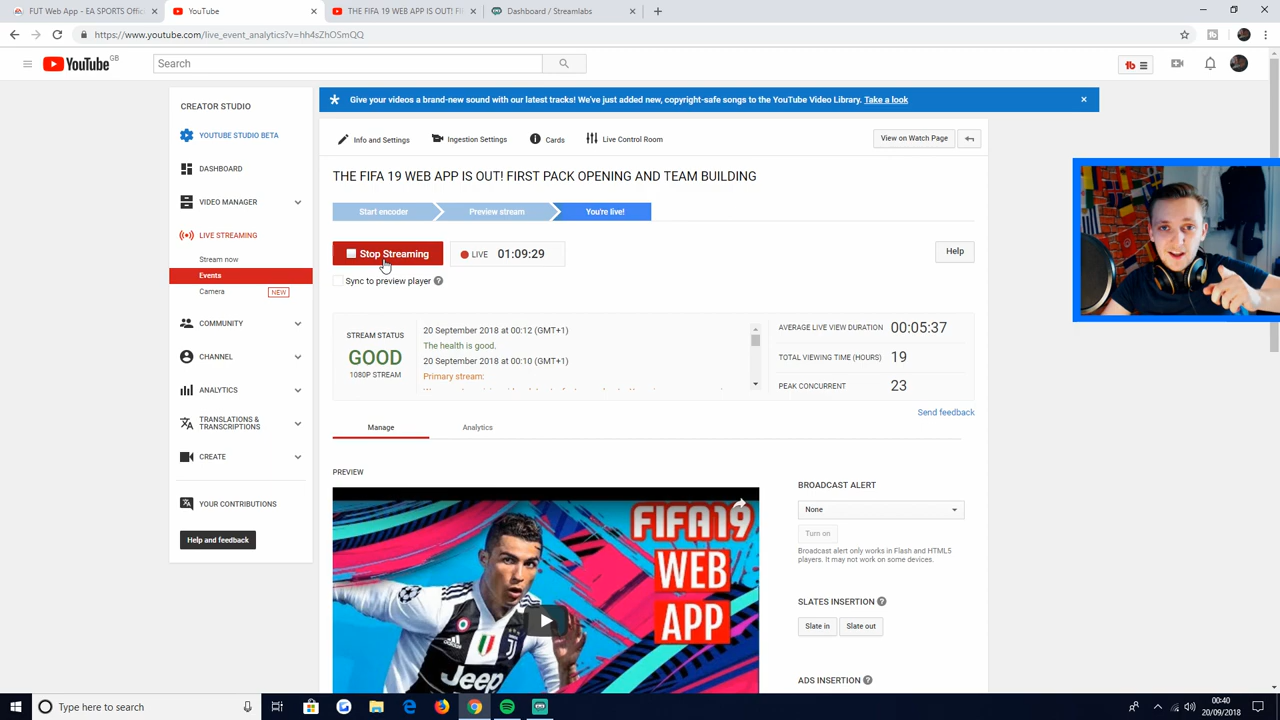 FUT Web App - EA SPORTS Offic
YouTube
THE FIFA 19 WEB APP IS OUT! FI
Dashboard / Streamlabs
https://www.youtube.com/live_event_analytics?v=hh4sZhOSmQQ
YouTube GB
Search
CREATOR STUDIO
YOUTUBE STUDIO BETA
DASHBOARD
VIDEO MANAGER
LIVE STREAMING
Stream now
Events
Camera
NEW
COMMUNITY
CHANNEL
ANALYTICS
TRANSLATIONS &
TRANSCRIPTIONS
CREATE
YOUR CONTRIBUTIONS
Help and feedback
Give your videos a brand-new sound with our latest tracks! We've just added new, copyright-safe songs to the YouTube Video Library. Take a look
Info and Settings
Ingestion Settings
Cards
Live Control Room
View on Watch Page
THE FIFA 19 WEB APP IS OUT! FIRST PACK OPENING AND TEAM BUILDING
Start encoder
Preview stream
You're live!
Stop Streaming
LIVE 01:09:29
Help
Sync to preview player
STREAM STATUS
GOOD
1080P STREAM
20 September 2018 at 00:12 (GMT+1)
The health is good.
20 September 2018 at 00:10 (GMT+1)
Primary stream:
AVERAGE LIVE VIEW DURATION 00:05:37
TOTAL VIEWING TIME (HOURS) 19
PEAK CONCURRENT 23
Send feedback
Manage
Analytics
PREVIEW
FIFA19
WEB
APP
Jeep
BROADCAST ALERT
None
Turn on
Broadcast alert only works in Flash and HTML5
players. It may not work on some devices.
SLATES INSERTION
Slate in
Slate out
ADS INSERTION
Type here to search
00:40
20/09/2018